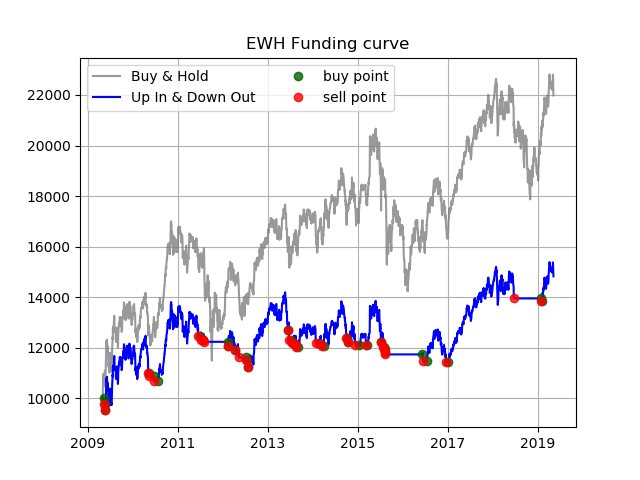 EWH Funding curve
Buy & Hold
Up In & Down Out
buy point
sell point
22000
20000
18000
16000
14000
12000
10000
2009
2011
2013
2015
2017
2019